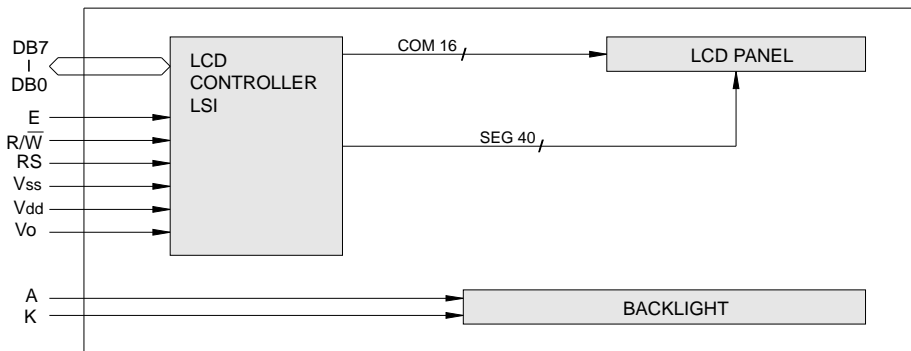 DB7
I
DB0
E
R/W̅
RS
Vss
Vdd
Vo
A
K
LCD
CONTROLLER
LSI
COM 16
SEG 40
LCD PANEL
BACKLIGHT